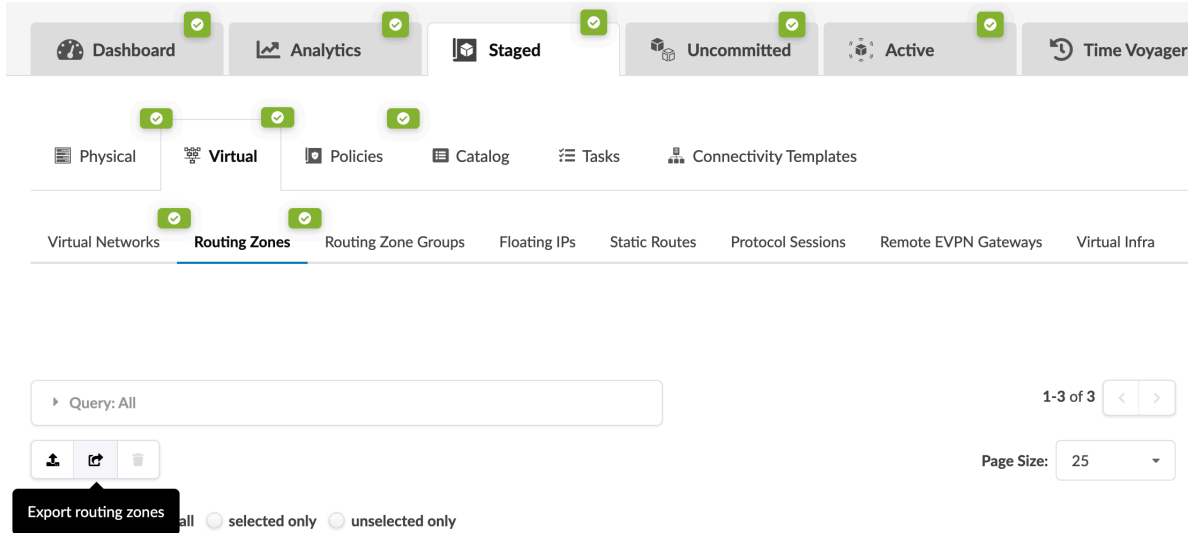 Dashboard Analytics Staged Uncommitted Active Time Voyager
Physical Virtual Policies Catalog Tasks Connectivity Templates
Virtual Networks Routing Zones Routing Zone Groups Floating IPs Static Routes Protocol Sessions Remote EVPN Gateways Virtual Infra
Query: All 1-3 of 3
Page Size: 25
Export routing zones all selected only unselected only